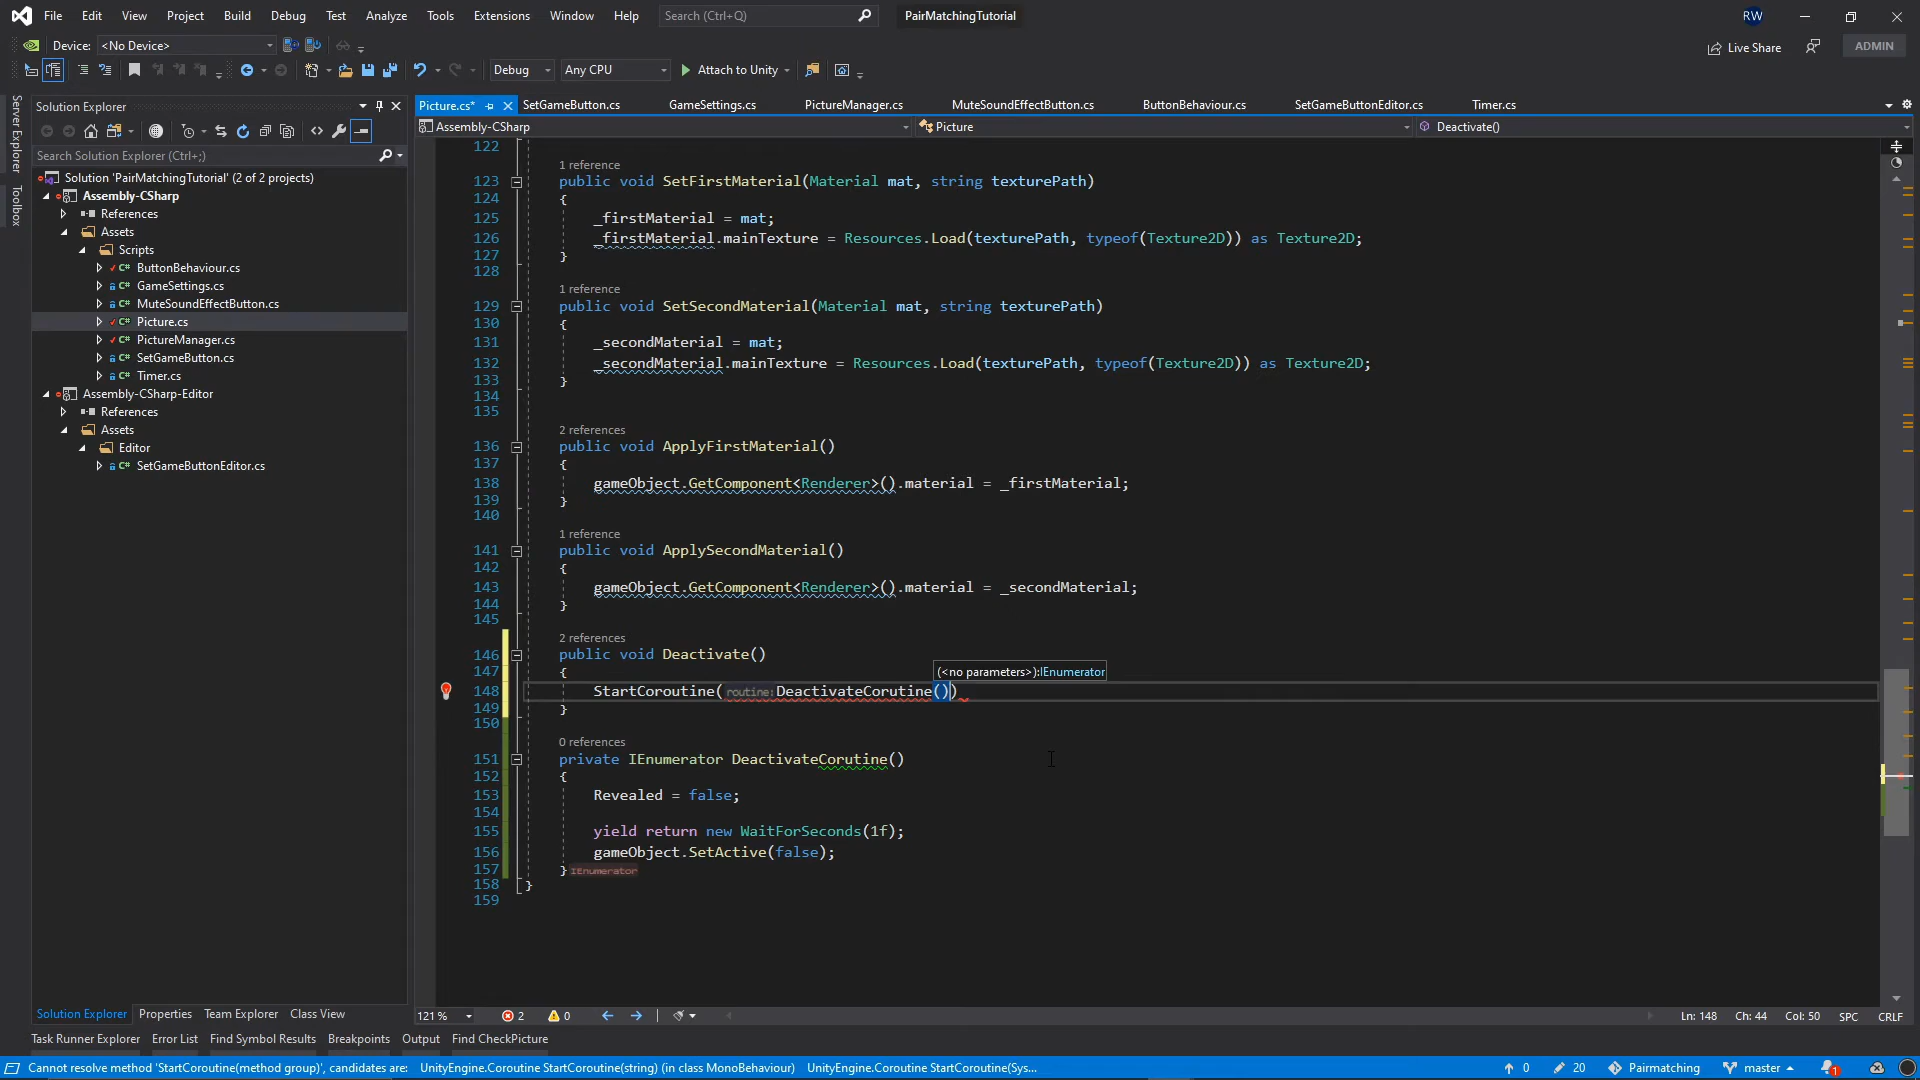 File Edit View Project Build Debug Test Analyze Tools Extensions Window Help Search (Ctrl+Q) PairMatchingTutorial RW
Device: <No Device> Live Share ADMIN
Debug Any CPU Attach to Unity
Server Explorer
Toolbox
Solution Explorer
Search Solution Explorer (Ctrl+;)
Solution 'PairMatchingTutorial' (2 of 2 projects)
Assembly-CSharp
References
Assets
Scripts
ButtonBehaviour.cs
GameSettings.cs
MuteSoundEffectButton.cs
Picture.cs
PictureManager.cs
SetGameButton.cs
Timer.cs
Assembly-CSharp-Editor
References
Assets
Editor
SetGameButtonEditor.cs
Solution Explorer Properties Team Explorer Class View
Picture.cs* SetGameButton.cs GameSettings.cs PictureManager.cs MuteSoundEffectButton.cs ButtonBehaviour.cs SetGameButtonEditor.cs Timer.cs
Assembly-CSharp Picture Deactivate()
122
1 reference
123 public void SetFirstMaterial(Material mat, string texturePath)
124 {
125 _firstMaterial = mat;
126 _firstMaterial.mainTexture = Resources.Load(texturePath, typeof(Texture2D)) as Texture2D;
127 }
128
1 reference
129 public void SetSecondMaterial(Material mat, string texturePath)
130 {
131 _secondMaterial = mat;
132 _secondMaterial.mainTexture = Resources.Load(texturePath, typeof(Texture2D)) as Texture2D;
133 }
134
135
2 references
136 public void ApplyFirstMaterial()
137 {
138 gameObject.GetComponent<Renderer>().material = _firstMaterial;
139 }
140
1 reference
141 public void ApplySecondMaterial()
142 {
143 gameObject.GetComponent<Renderer>().material = _secondMaterial;
144 }
145
2 references
146 public void Deactivate()
147 { (<no parameters>):IEnumerator
148 StartCoroutine(routine:DeactivateCorutine())
149 }
150
0 references
151 private IEnumerator DeactivateCorutine()
152 {
153 Revealed = false;
154
155 yield return new WaitForSeconds(1f);
156 gameObject.SetActive(false);
157 } IEnumerator
158 }
159
121 % 2 0 Ln: 148 Ch: 44 Col: 50 SPC CRLF
Task Runner Explorer Error List Find Symbol Results Breakpoints Output Find CheckPicture
Cannot resolve method 'StartCoroutine(method group)', candidates are: UnityEngine.Coroutine StartCoroutine(string) (in class MonoBehaviour) UnityEngine.Coroutine StartCoroutine(Sys... 0 20 Pairmatching master 1